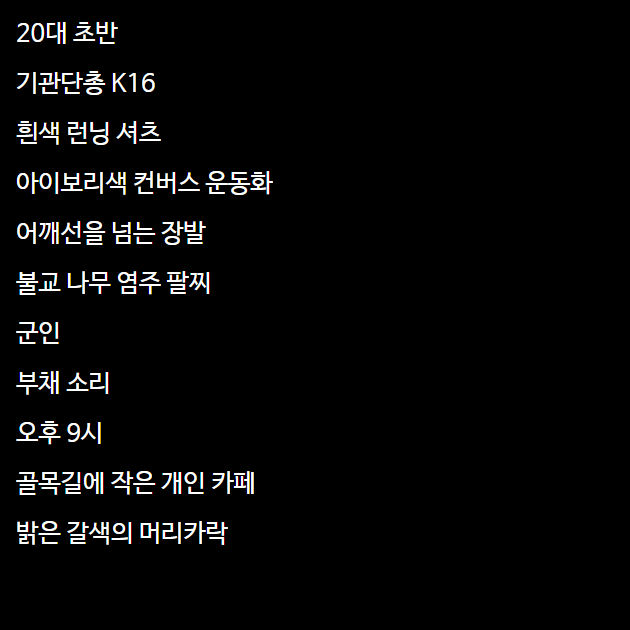 20대 초반
기관단총 K16
흰색 런닝 셔츠
아이보리색 컨버스 운동화
어깨선을 넘는 장발
불교 나무 염주 팔찌
군인
부채 소리
오후 9시
골목길에 작은 개인 카페
밝은 갈색의 머리카락